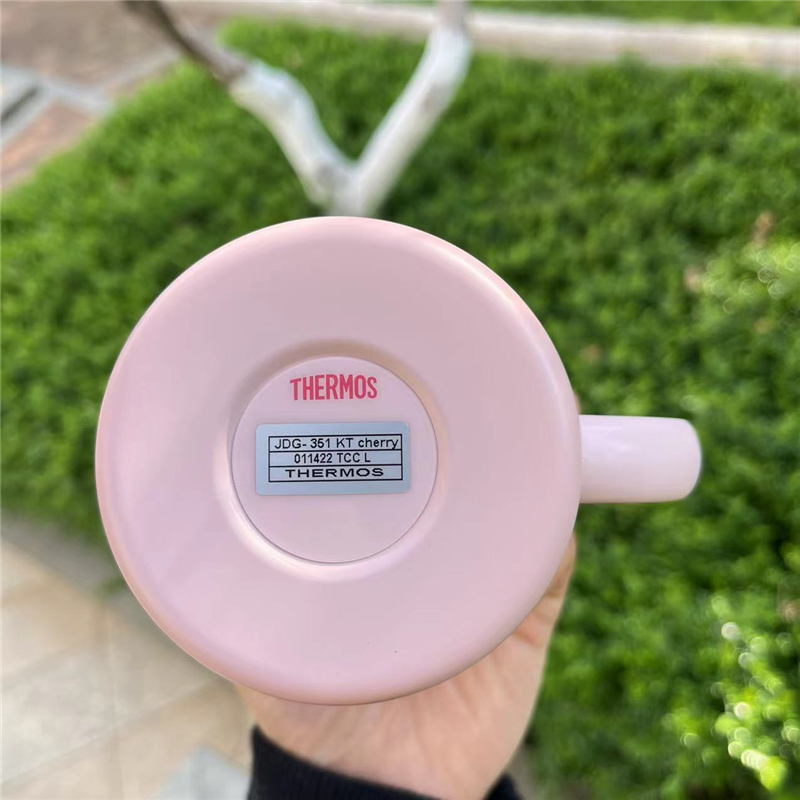 THERMOS
JDG- 351 KT cherry
011422 TCC L
THERMOS